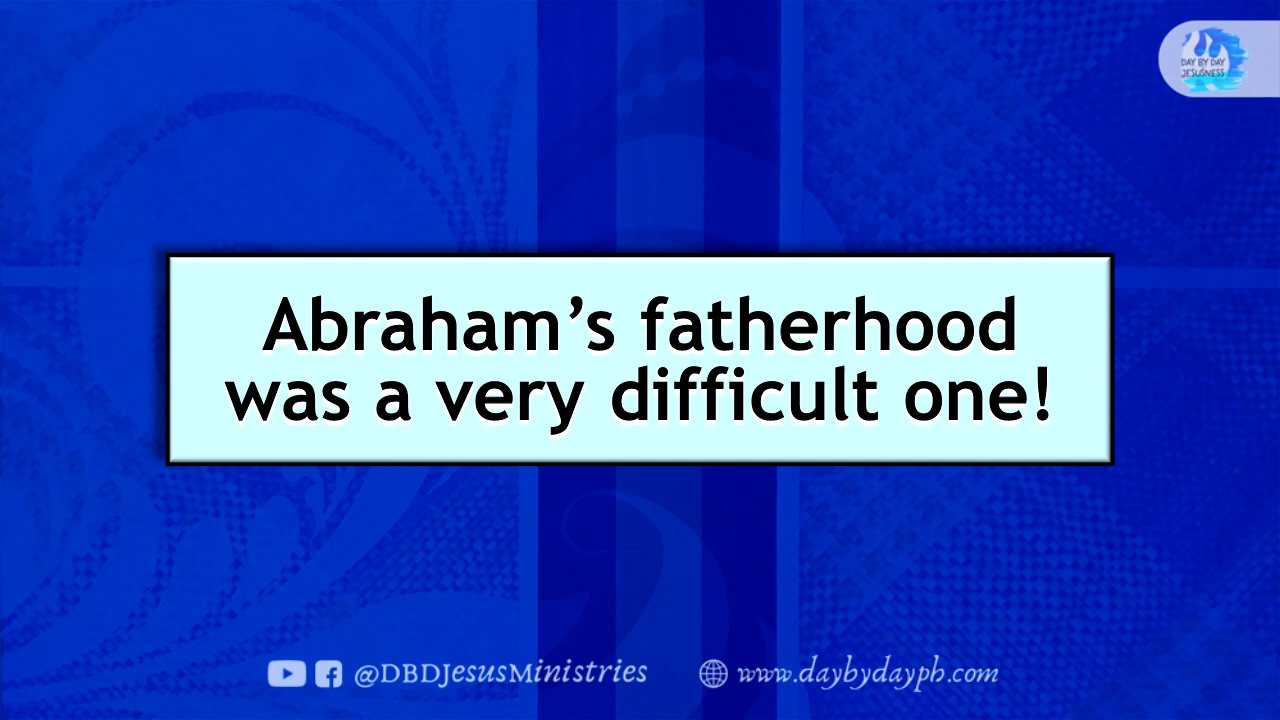 DAY BY DAY
JESUSNESS
Abraham’s fatherhood
was a very difficult one!
@DBDJesusMinistries
www.daybydayph.com